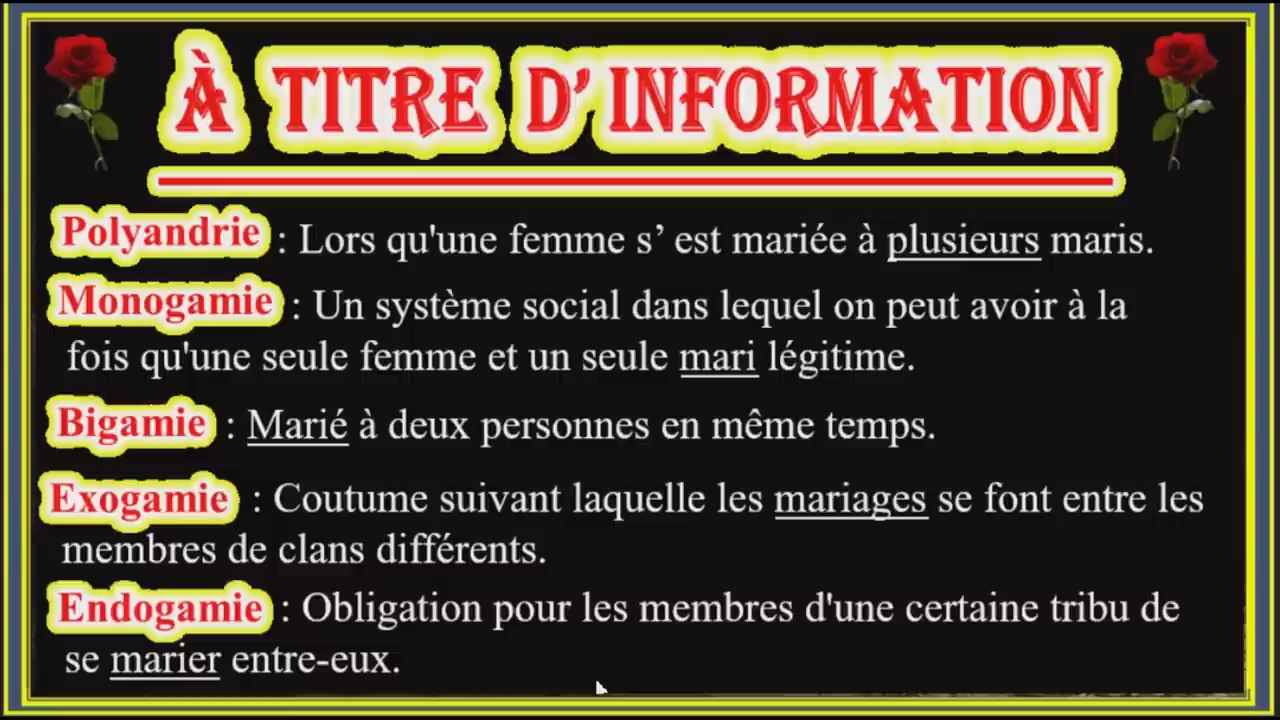 À TITRE D’ INFORMATION
Polyandrie : Lors qu'une femme s’ est mariée à plusieurs maris.
Monogamie : Un système social dans lequel on peut avoir à la
fois qu'une seule femme et un seule mari légitime.
Bigamie : Marié à deux personnes en même temps.
Exogamie : Coutume suivant laquelle les mariages se font entre les
membres de clans différents.
Endogamie : Obligation pour les membres d'une certaine tribu de
se marier entre-eux.